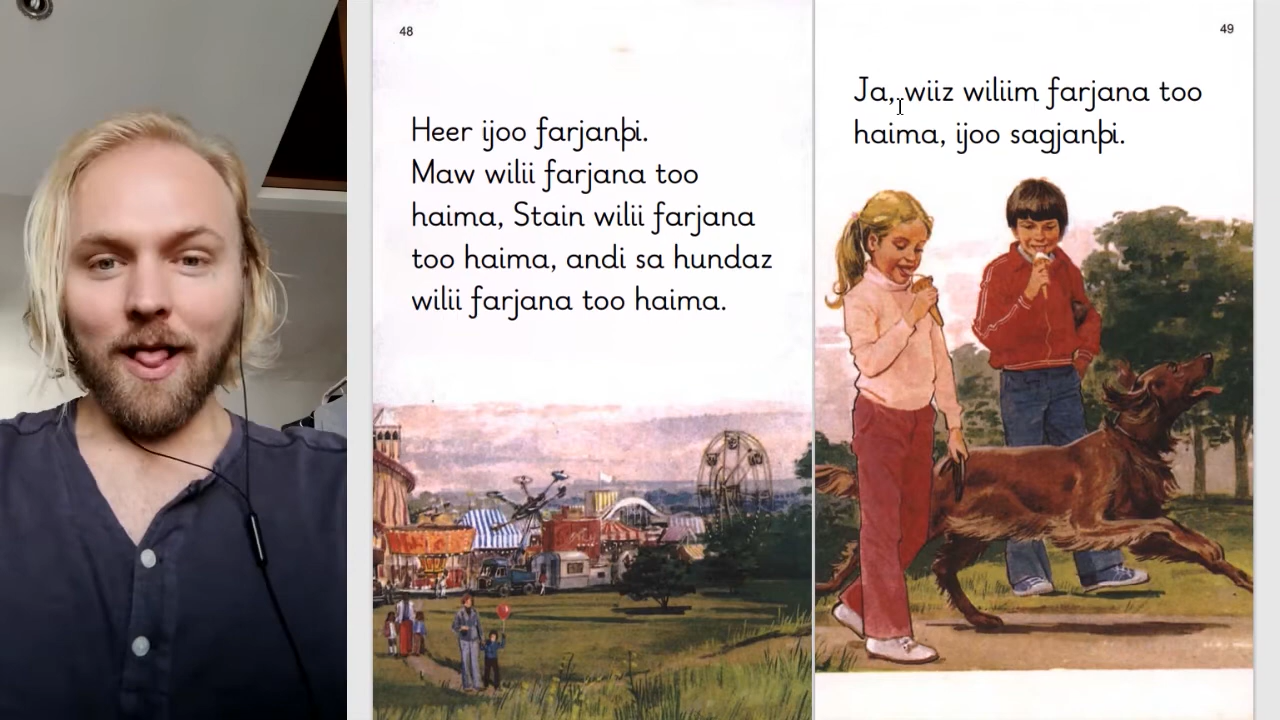 48
Heer ijoo farjanþi.
Maw wilii farjana too
haima, Stain wilii farjana
too haima, andi sa hundaz
wilii farjana too haima.
49
Ja, wiiz wiliim farjana too
haima, ijoo sagjanþi.